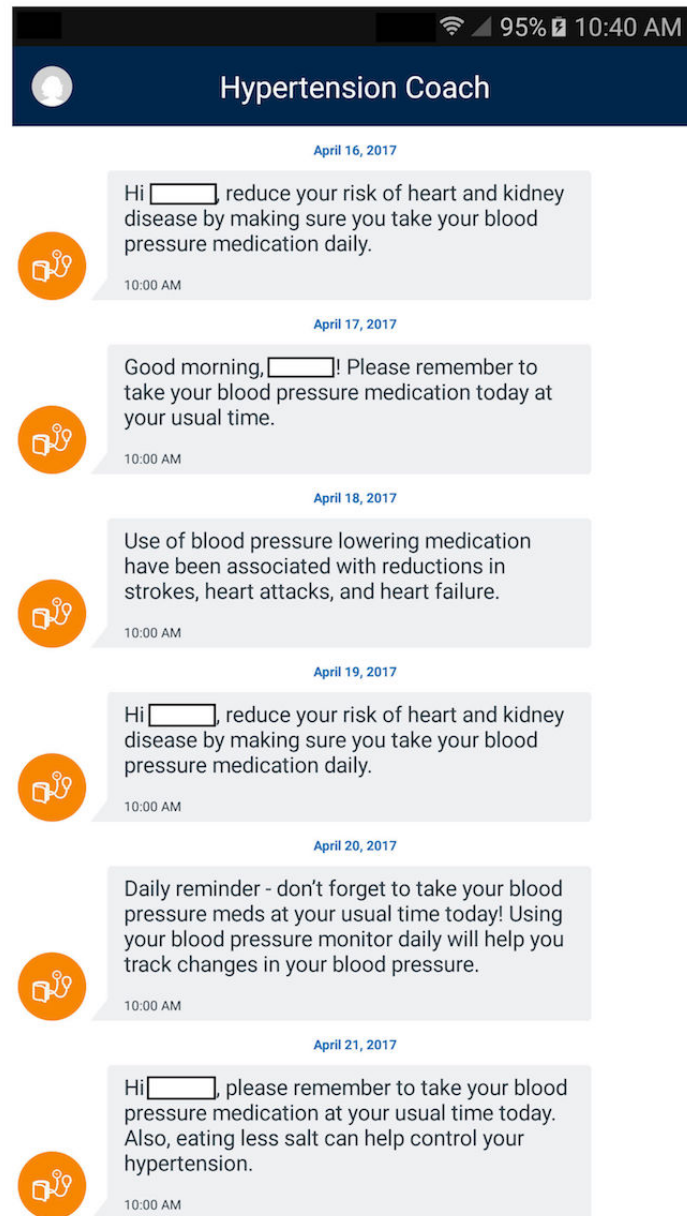 95% 10:40 AM
Hypertension Coach
April 16, 2017
Hi , reduce your risk of heart and kidney
disease by making sure you take your blood
pressure medication daily.
10:00 AM
April 17, 2017
Good morning, ! Please remember to
take your blood pressure medication today at
your usual time.
10:00 AM
April 18, 2017
Use of blood pressure lowering medication
have been associated with reductions in
strokes, heart attacks, and heart failure.
10:00 AM
April 19, 2017
Hi , reduce your risk of heart and kidney
disease by making sure you take your blood
pressure medication daily.
10:00 AM
April 20, 2017
Daily reminder - don’t forget to take your blood
pressure meds at your usual time today! Using
your blood pressure monitor daily will help you
track changes in your blood pressure.
10:00 AM
April 21, 2017
Hi , please remember to take your blood
pressure medication at your usual time today.
Also, eating less salt can help control your
hypertension.
10:00 AM